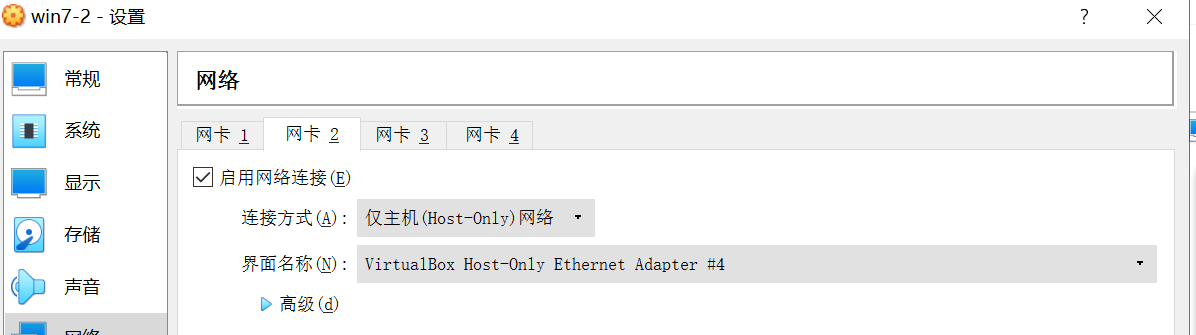 win7-2 - 设置
?
常规
系统
显示
存储
声音
网络
网络
网卡 1 网卡 2 网卡 3 网卡 4
启用网络连接(E)
连接方式(A): 仅主机(Host-Only)网络
界面名称(N): VirtualBox Host-Only Ethernet Adapter #4
高级(d)